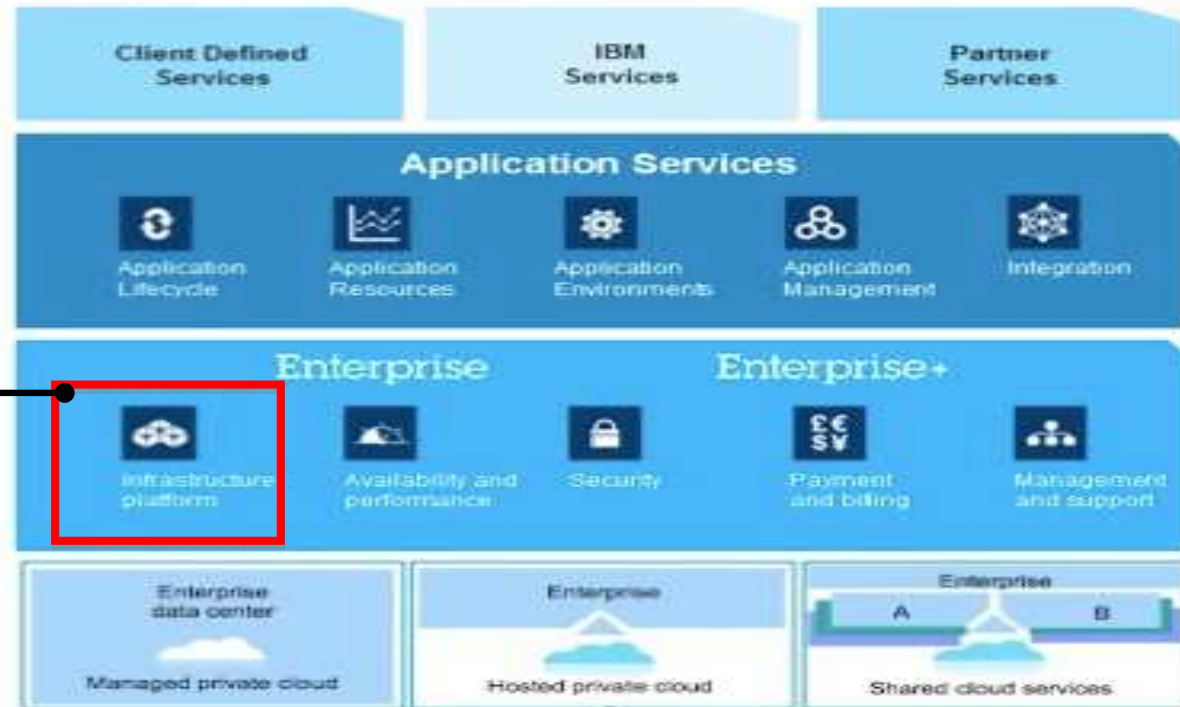 Client Defined
Services
IBM
Services
Partner
Services
Application Services
Application
Lifecycle
Application
Resources
Application
Environments
Application
Management
Integration
Enterprise
Enterprise+
£€
$¥
Infrastructure
platform
Availability and
performance
Security
Payment
and billing
Management
and support
Enterprise
data center
Managed private cloud
Enterprise
Hosted private cloud
Enterprise
A
B
Shared cloud services